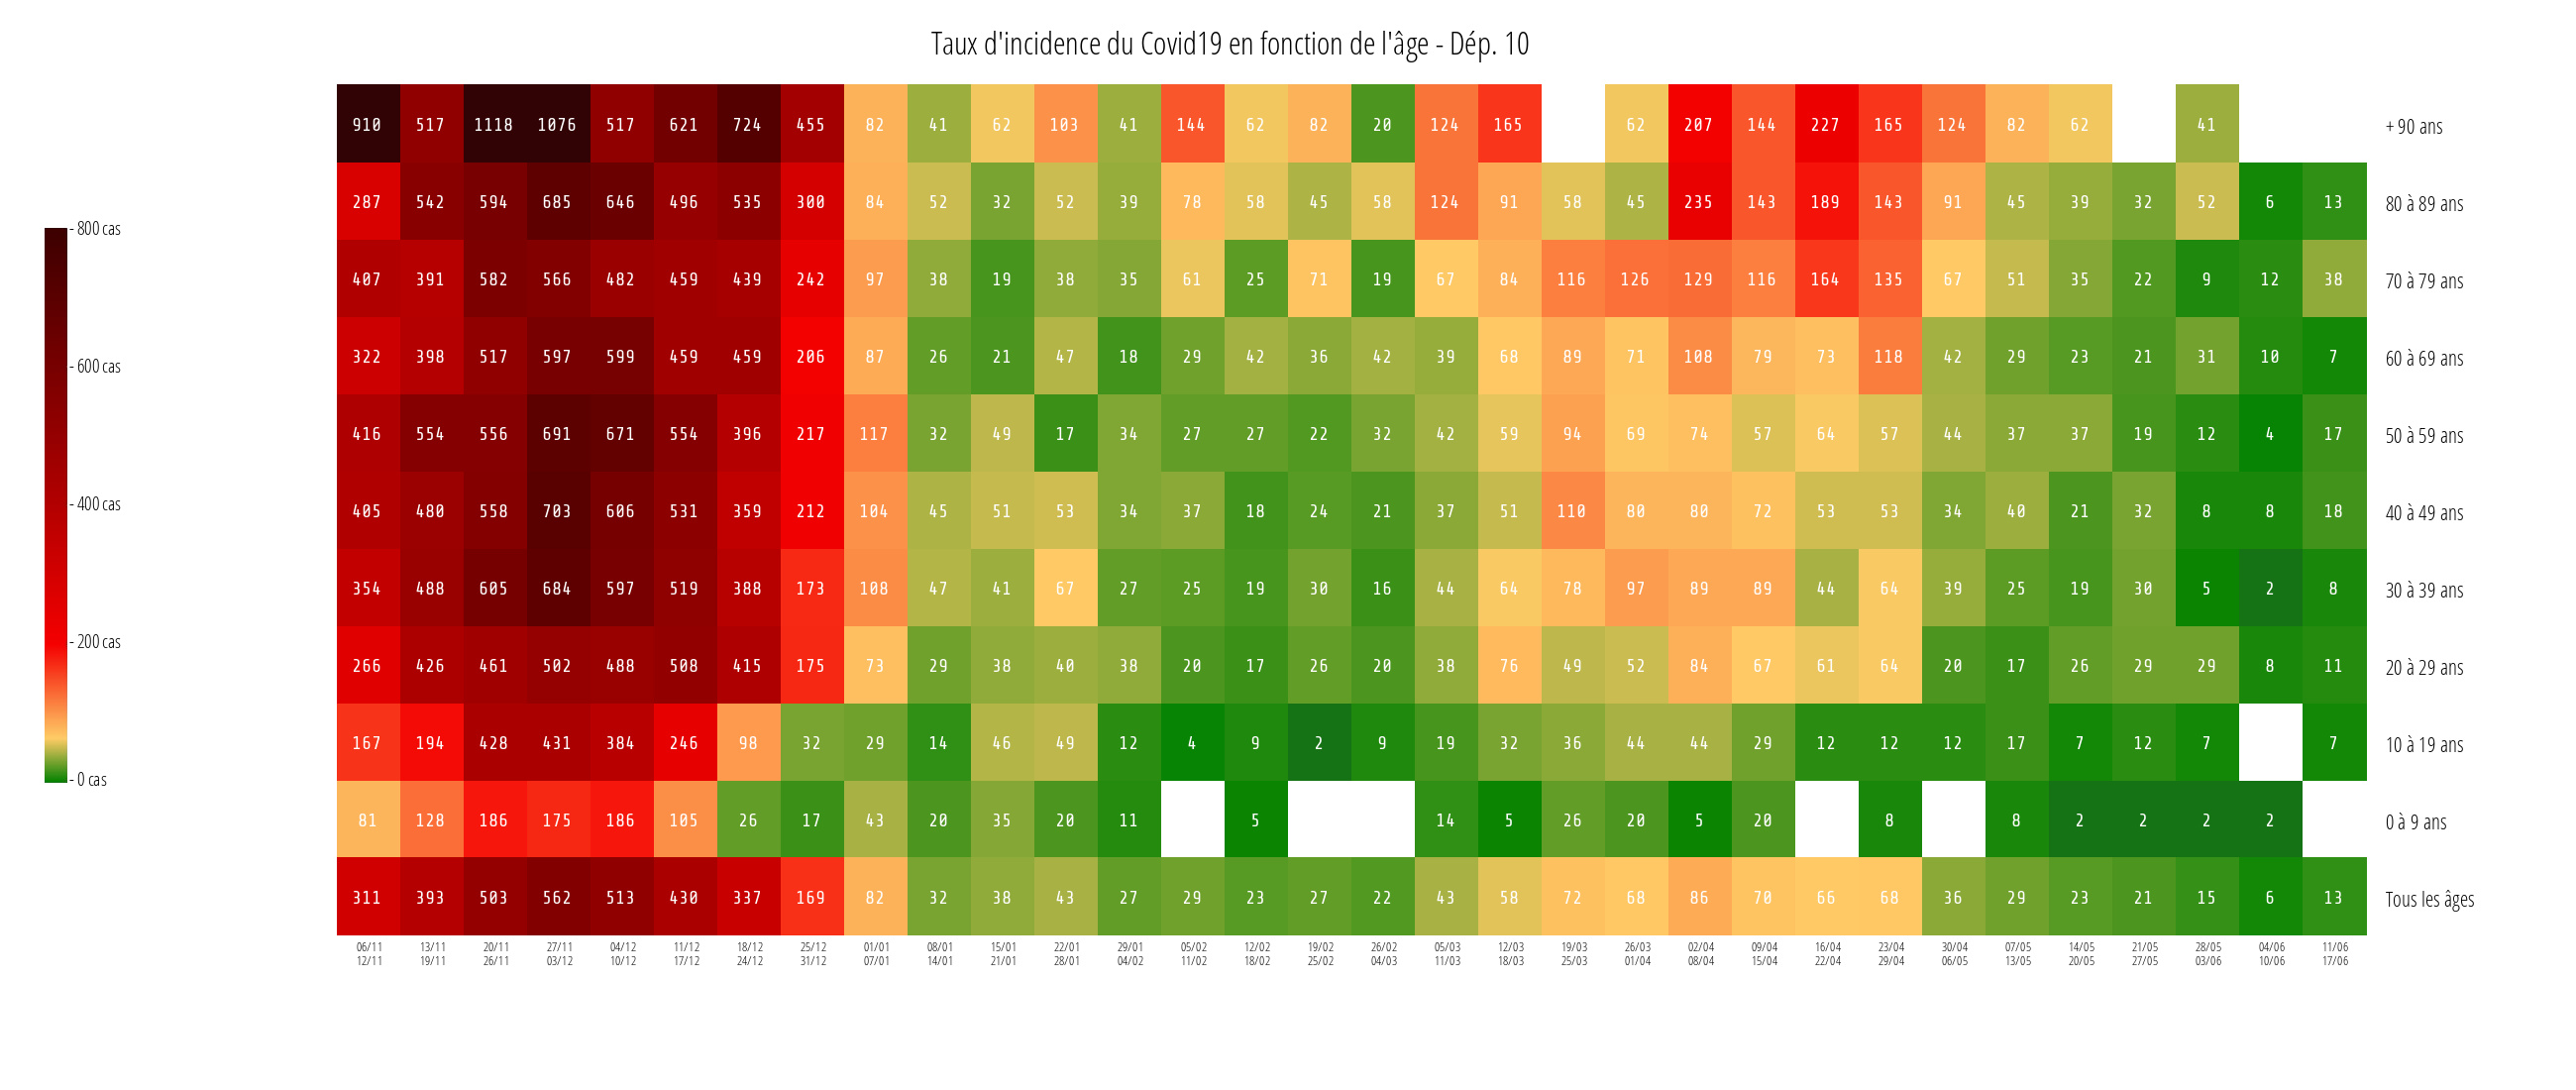 Taux d'incidence du Covid19 en fonction de l'âge - Dép. 10
910 517 1118 1076 517 621 724 455 82 41 62 103 41 144 62 82 20 124 165 62 207 144 227 165 124 82 62 41 + 90 ans
287 542 594 685 646 496 535 300 84 52 32 52 39 78 58 45 58 124 91 58 45 235 143 189 143 91 45 39 32 52 6 13 80 à 89 ans
407 391 582 566 482 459 439 242 97 38 19 38 35 61 25 71 19 67 84 116 126 129 116 164 135 67 51 35 22 9 12 38 70 à 79 ans
322 398 517 597 599 459 459 206 87 26 21 47 18 29 42 36 42 39 68 89 71 108 79 73 118 42 29 23 21 31 10 7 60 à 69 ans
416 554 556 691 671 554 396 217 117 32 49 17 34 27 27 22 32 42 59 94 69 74 57 64 57 44 37 37 19 12 4 17 50 à 59 ans
405 480 558 703 606 531 359 212 104 45 51 53 34 37 18 24 21 37 51 110 80 80 72 53 53 34 40 21 32 8 8 18 40 à 49 ans
354 488 605 684 597 519 388 173 108 47 41 67 27 25 19 30 16 44 64 78 97 89 89 44 64 39 25 19 30 5 2 8 30 à 39 ans
266 426 461 502 488 508 415 175 73 29 38 40 38 20 17 26 20 38 76 49 52 84 67 61 64 20 17 26 29 29 8 11 20 à 29 ans
167 194 428 431 384 246 98 32 29 14 46 49 12 4 9 2 9 19 32 36 44 44 29 12 12 12 17 7 12 7 7 10 à 19 ans
81 128 186 175 186 105 26 17 43 20 35 20 11 5 14 5 26 20 5 20 8 8 2 2 2 2 0 à 9 ans
311 393 503 562 513 430 337 169 82 32 38 43 27 29 23 27 22 43 58 72 68 86 70 66 68 36 29 23 21 15 6 13 Tous les âges
06/11 13/11 20/11 27/11 04/12 11/12 18/12 25/12 01/01 08/01 15/01 22/01 29/01 05/02 12/02 19/02 26/02 05/03 12/03 19/03 26/03 02/04 09/04 16/04 23/04 30/04 07/05 14/05 21/05 28/05 04/06 11/06
12/11 19/11 26/11 03/12 10/12 17/12 24/12 31/12 07/01 14/01 21/01 28/01 04/02 11/02 18/02 25/02 04/03 11/03 18/03 25/03 01/04 08/04 15/04 22/04 29/04 06/05 13/05 20/05 27/05 03/06 10/06 17/06
- 800 cas
- 600 cas
- 400 cas
- 200 cas
- 0 cas